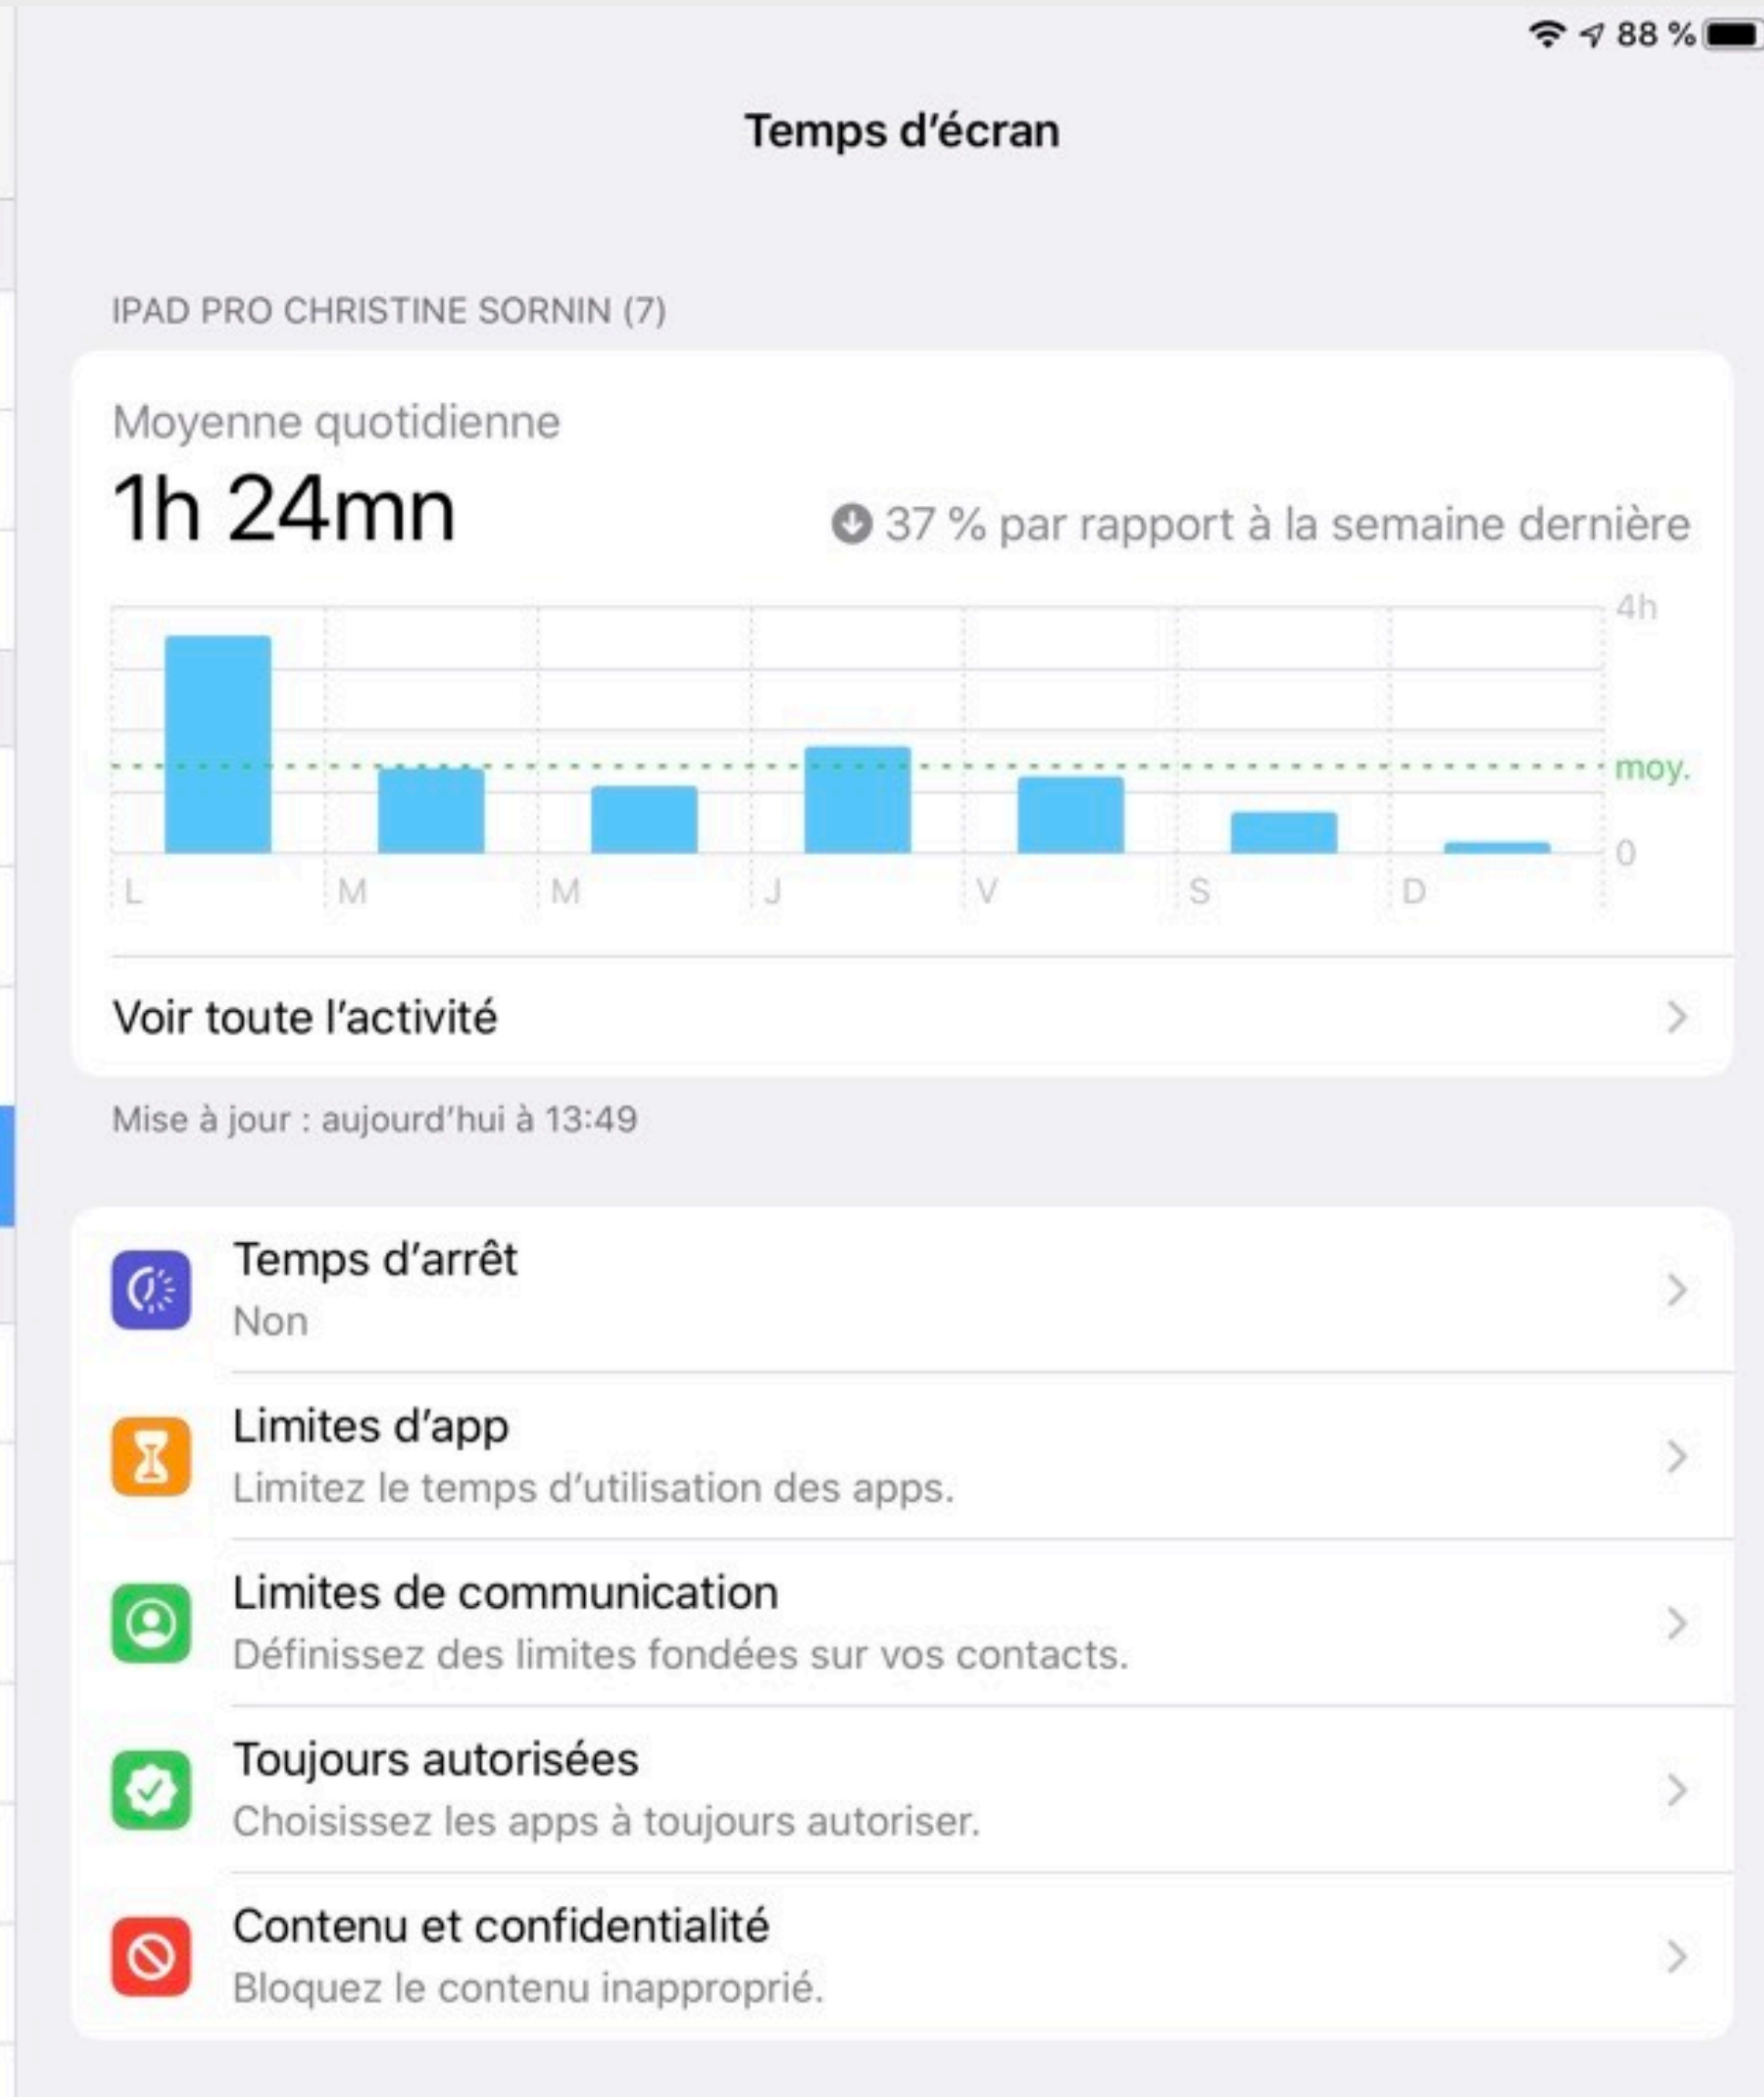 88 %
Temps d’écran
IPAD PRO CHRISTINE SORNIN (7)
Moyenne quotidienne
1h 24mn
37 % par rapport à la semaine dernière
4h
moy.
0
L M M J V S D
Voir toute l’activité
Mise à jour : aujourd’hui à 13:49
Temps d’arrêt
Non
Limites d’app
Limitez le temps d’utilisation des apps.
Limites de communication
Définissez des limites fondées sur vos contacts.
Toujours autorisées
Choisissez les apps à toujours autoriser.
Contenu et confidentialité
Bloquez le contenu inapproprié.